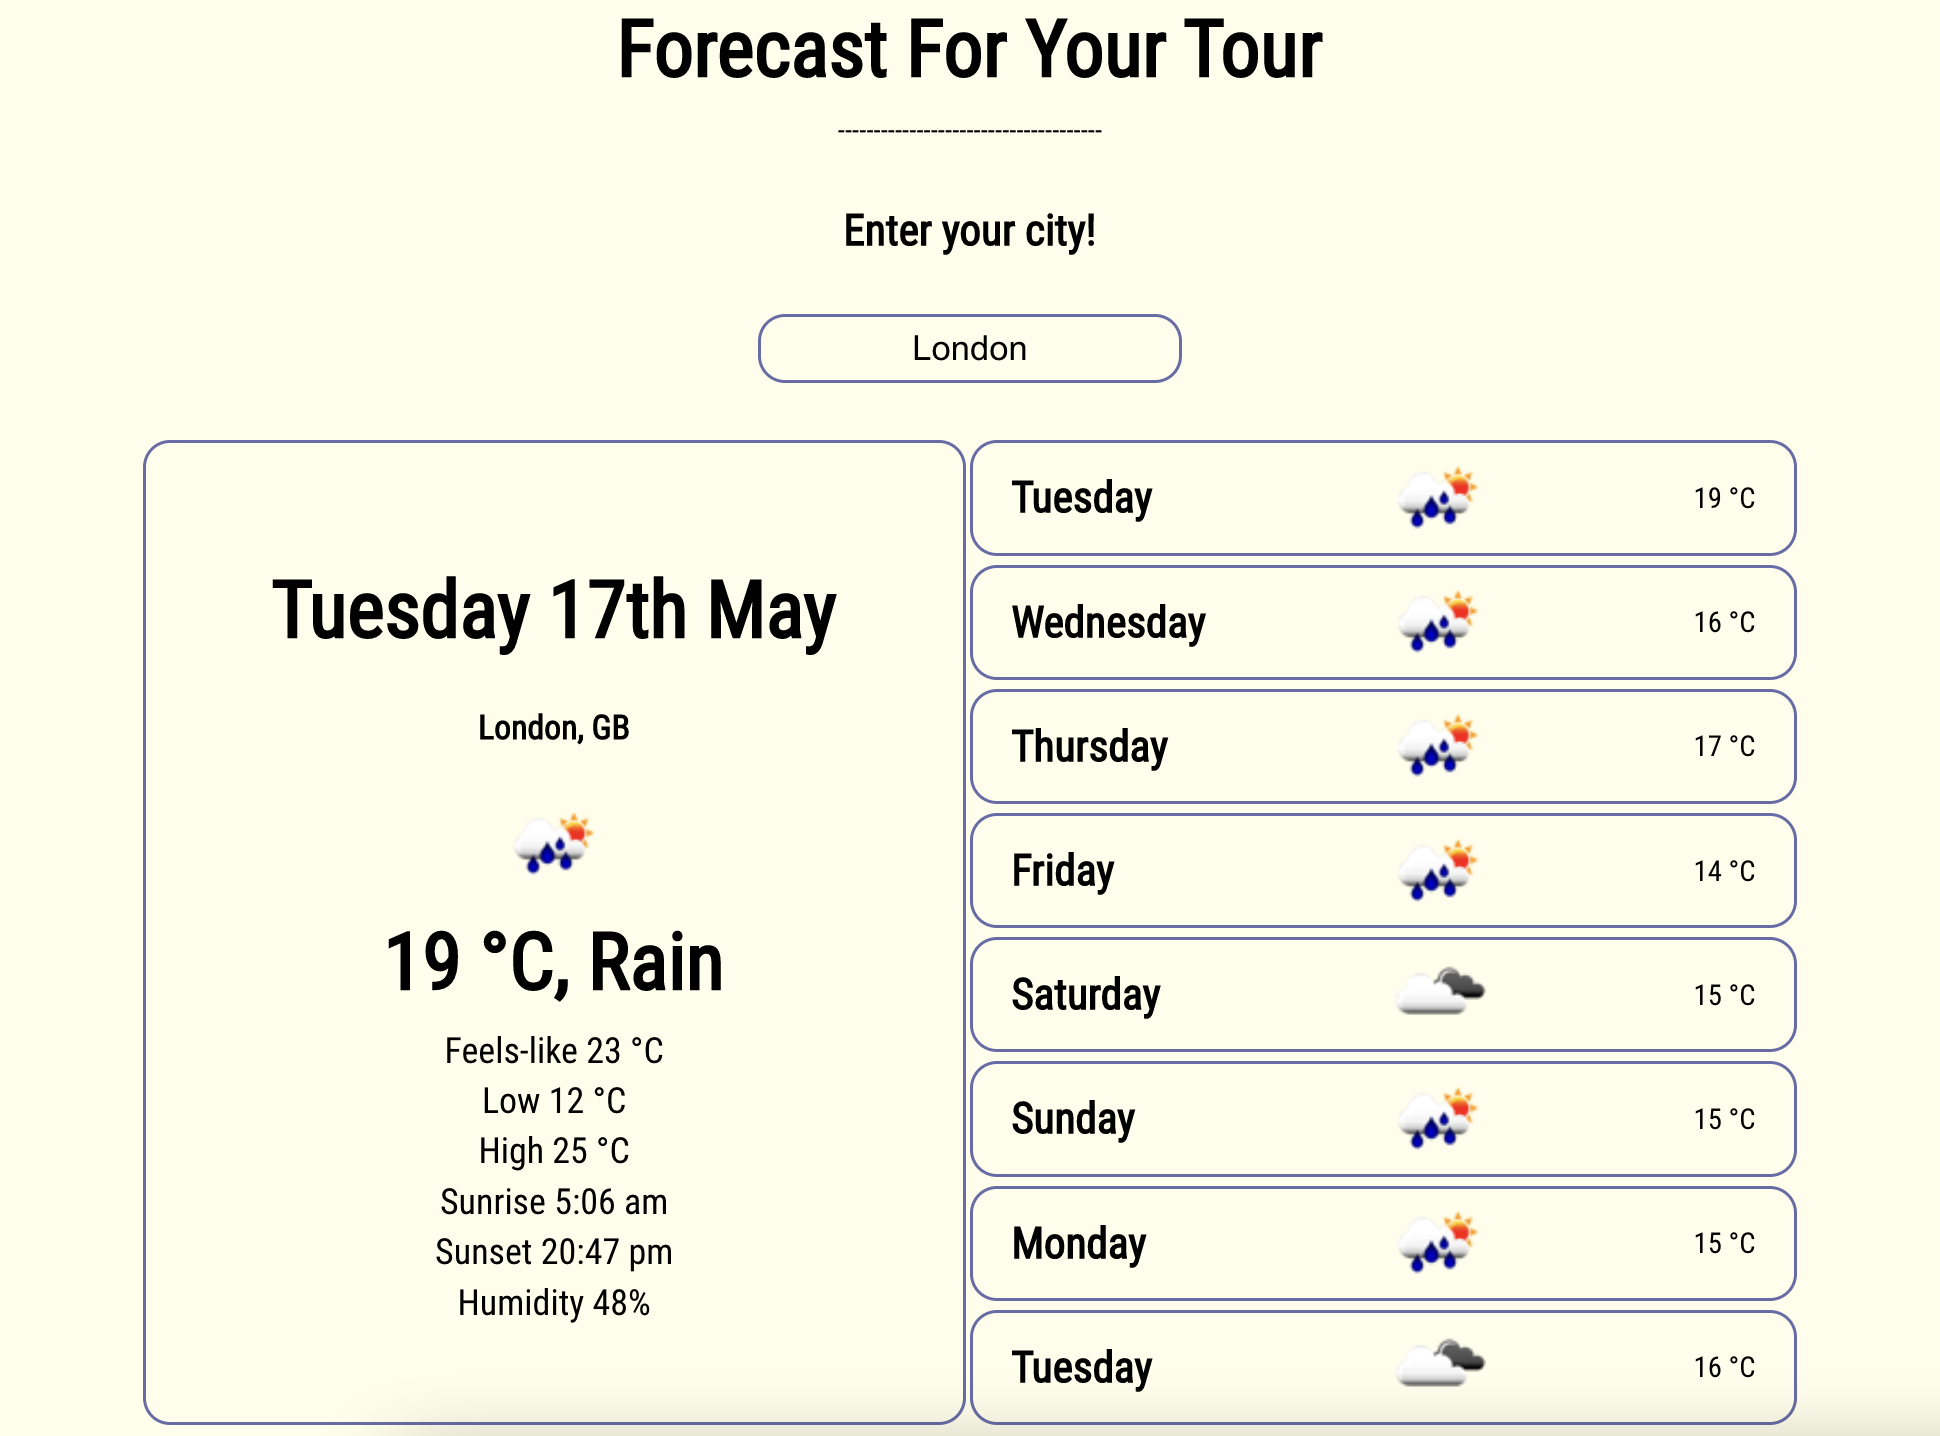 Forecast For Your Tour
-------------------------------------
Enter your city!
London
Tuesday 17th May
London, GB
19 °C, Rain
Feels-like 23 °C
Low 12 °C
High 25 °C
Sunrise 5:06 am
Sunset 20:47 pm
Humidity 48%
Tuesday 19 °C
Wednesday 16 °C
Thursday 17 °C
Friday 14 °C
Saturday 15 °C
Sunday 15 °C
Monday 15 °C
Tuesday 16 °C